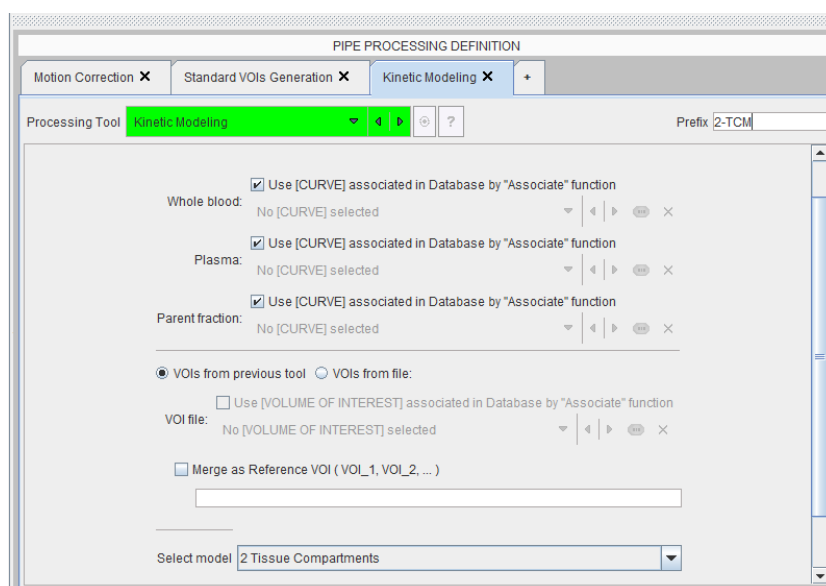 PIPE PROCESSING DEFINITION
Motion Correction ✕ Standard VOIs Generation ✕ Kinetic Modeling ✕ +
Processing Tool Kinetic Modeling ? Prefix 2-TCM
Use [CURVE] associated in Database by "Associate" function
Whole blood:
No [CURVE] selected
Use [CURVE] associated in Database by "Associate" function
Plasma:
No [CURVE] selected
Use [CURVE] associated in Database by "Associate" function
Parent fraction:
No [CURVE] selected
VOIs from previous tool VOIs from file:
Use [VOLUME OF INTEREST] associated in Database by "Associate" function
VOI file:
No [VOLUME OF INTEREST] selected
Merge as Reference VOI ( VOI_1, VOI_2, ... )
Select model 2 Tissue Compartments